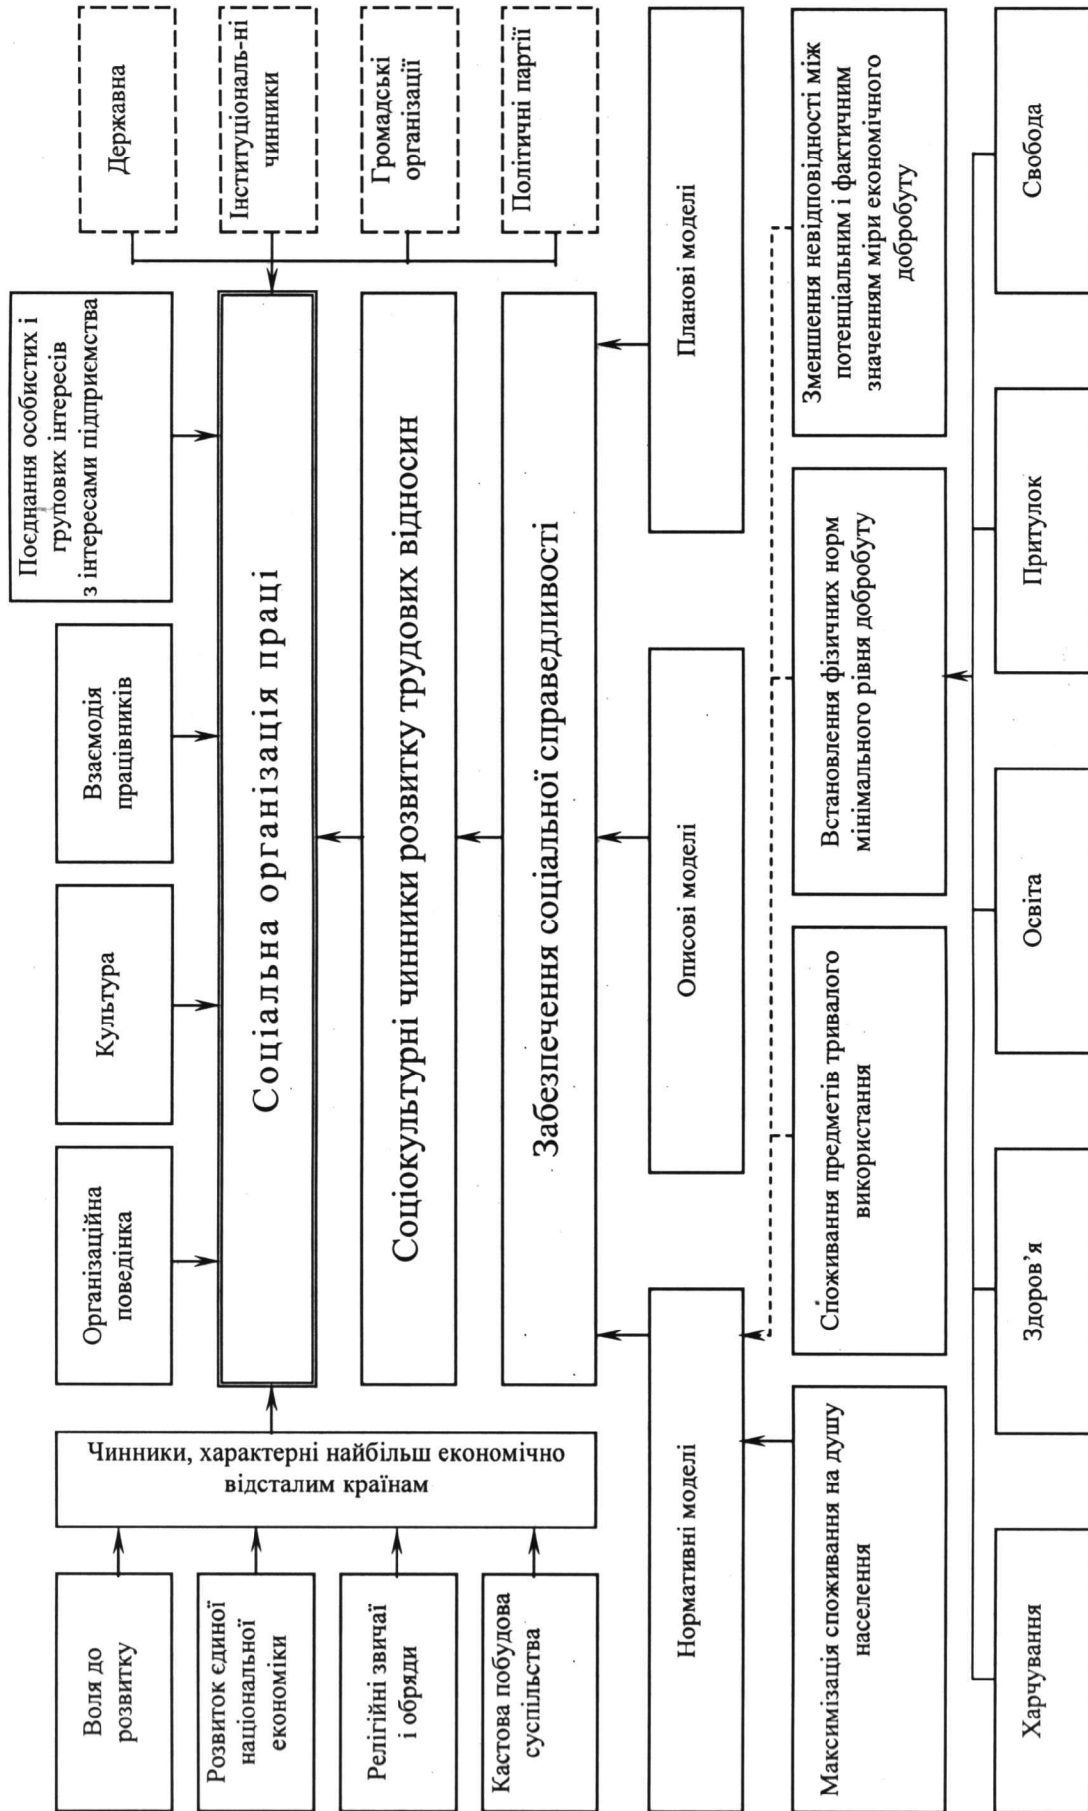 Воля до
розвитку
Розвиток єдиної
національної
економіки
Релігійні звичаї
і обряди
Кастова побудова
суспільства
Чинники, характерні найбільш економічно
відсталим країнам
Організаційна
поведінка
Культура
Взаємодія
працівників
Поєднання особистих і
групових інтересів
з інтересами підприємства
Державна
Інституціональ-ні
чинники
Громадські
організації
Політичні партії
Соціальна організація праці
Соціокультурні чинники розвитку трудових відносин
Забезпечення соціальної справедливості
Нормативні моделі
Описові моделі
Планові моделі
Максимізація споживання на душу
населення
Споживання предметів тривалого
використання
Встановлення фізичних норм
мінімального рівня добробуту
Зменшення невідповідності між
потенціальним і фактичним
значенням міри економічного
добробуту
Харчування
Здоров’я
Освіта
Притулок
Свобода